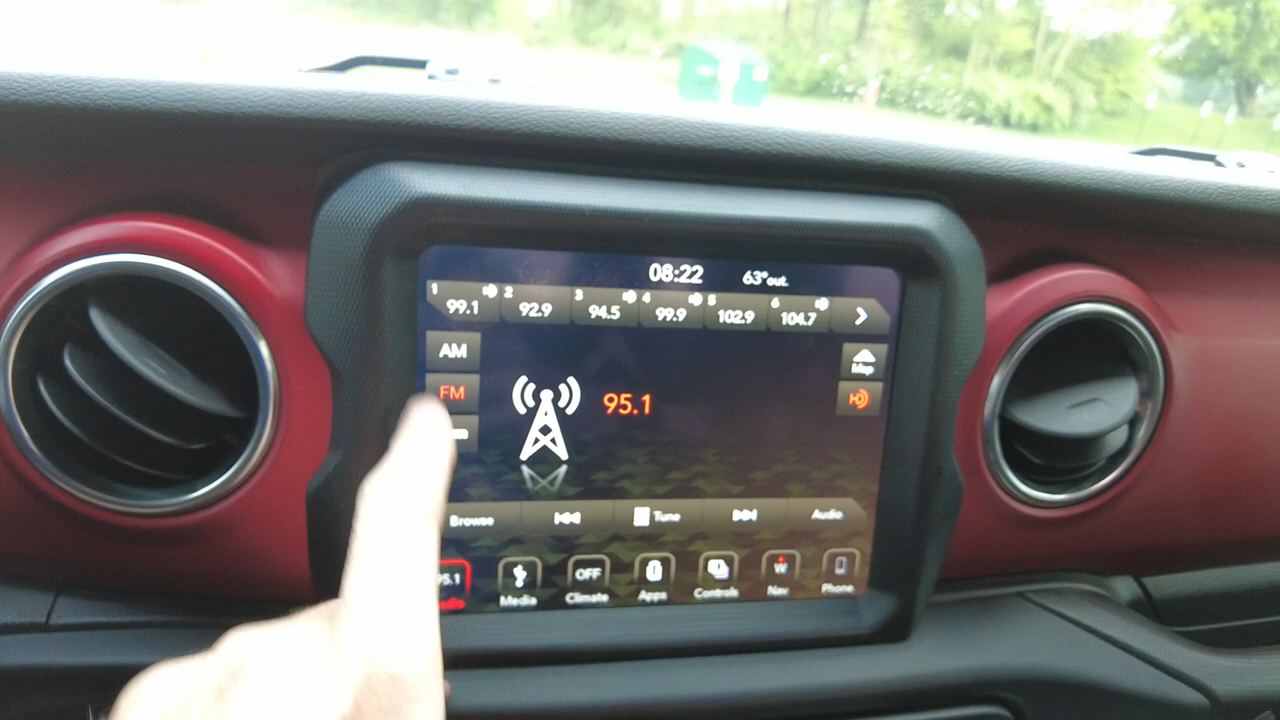 08:22 63°out.
1 99.1 2 92.9 3 94.5 4 99.9 5 102.9 6 104.7
AM
Map
FM
95.1
HD
Browse Tune Audio
95.1 OFF W
Media Climate Apps Controls Nav Phone